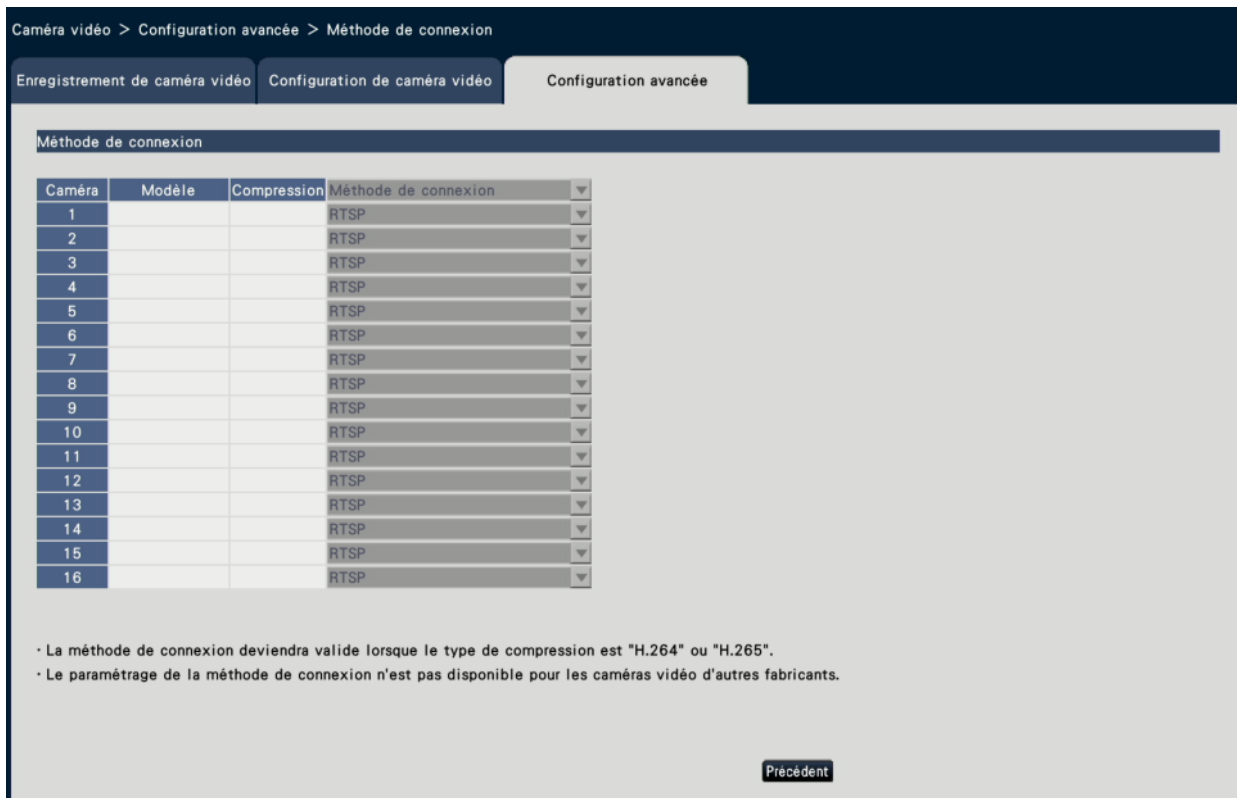 Caméra vidéo > Configuration avancée > Méthode de connexion
Enregistrement de caméra vidéo Configuration de caméra vidéo Configuration avancée
Méthode de connexion
Caméra Modèle Compression Méthode de connexion
1 RTSP
2 RTSP
3 RTSP
4 RTSP
5 RTSP
6 RTSP
7 RTSP
8 RTSP
9 RTSP
10 RTSP
11 RTSP
12 RTSP
13 RTSP
14 RTSP
15 RTSP
16 RTSP
· La méthode de connexion deviendra valide lorsque le type de compression est "H.264" ou "H.265".
· Le paramétrage de la méthode de connexion n'est pas disponible pour les caméras vidéo d'autres fabricants.
Précédent